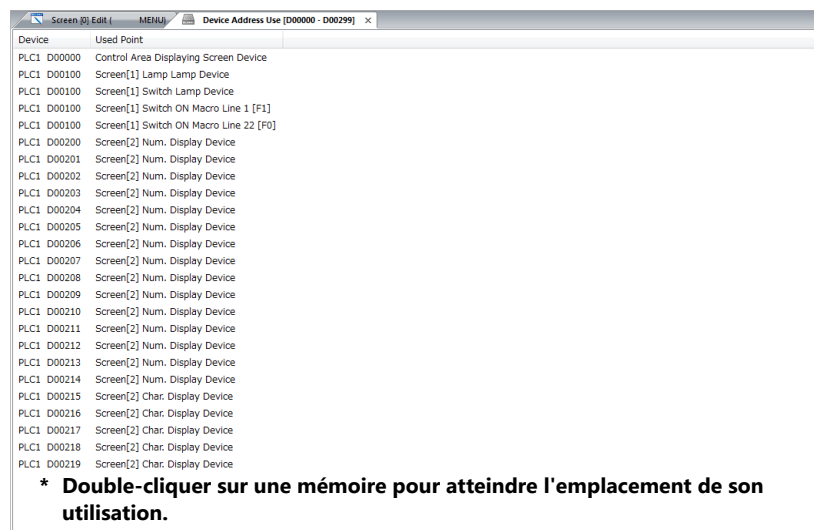 Screen [0] Edit ( MENU) Device Address Use [D00000 - D00299] ×
Device Used Point
PLC1 D00000 Control Area Displaying Screen Device
PLC1 D00100 Screen[1] Lamp Lamp Device
PLC1 D00100 Screen[1] Switch Lamp Device
PLC1 D00100 Screen[1] Switch ON Macro Line 1 [F1]
PLC1 D00100 Screen[1] Switch ON Macro Line 22 [F0]
PLC1 D00200 Screen[2] Num. Display Device
PLC1 D00201 Screen[2] Num. Display Device
PLC1 D00202 Screen[2] Num. Display Device
PLC1 D00203 Screen[2] Num. Display Device
PLC1 D00204 Screen[2] Num. Display Device
PLC1 D00205 Screen[2] Num. Display Device
PLC1 D00206 Screen[2] Num. Display Device
PLC1 D00207 Screen[2] Num. Display Device
PLC1 D00208 Screen[2] Num. Display Device
PLC1 D00209 Screen[2] Num. Display Device
PLC1 D00210 Screen[2] Num. Display Device
PLC1 D00211 Screen[2] Num. Display Device
PLC1 D00212 Screen[2] Num. Display Device
PLC1 D00213 Screen[2] Num. Display Device
PLC1 D00214 Screen[2] Num. Display Device
PLC1 D00215 Screen[2] Char. Display Device
PLC1 D00216 Screen[2] Char. Display Device
PLC1 D00217 Screen[2] Char. Display Device
PLC1 D00218 Screen[2] Char. Display Device
PLC1 D00219 Screen[2] Char. Display Device
* Double-cliquer sur une mémoire pour atteindre l'emplacement de son
utilisation.